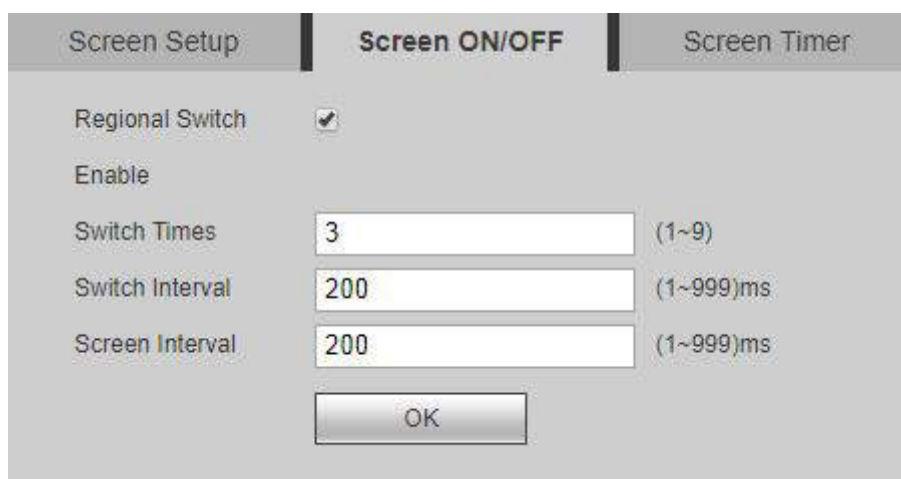 Screen Setup Screen ON/OFF Screen Timer
Regional Switch
Enable
Switch Times 3 (1~9)
Switch Interval 200 (1~999)ms
Screen Interval 200 (1~999)ms
OK